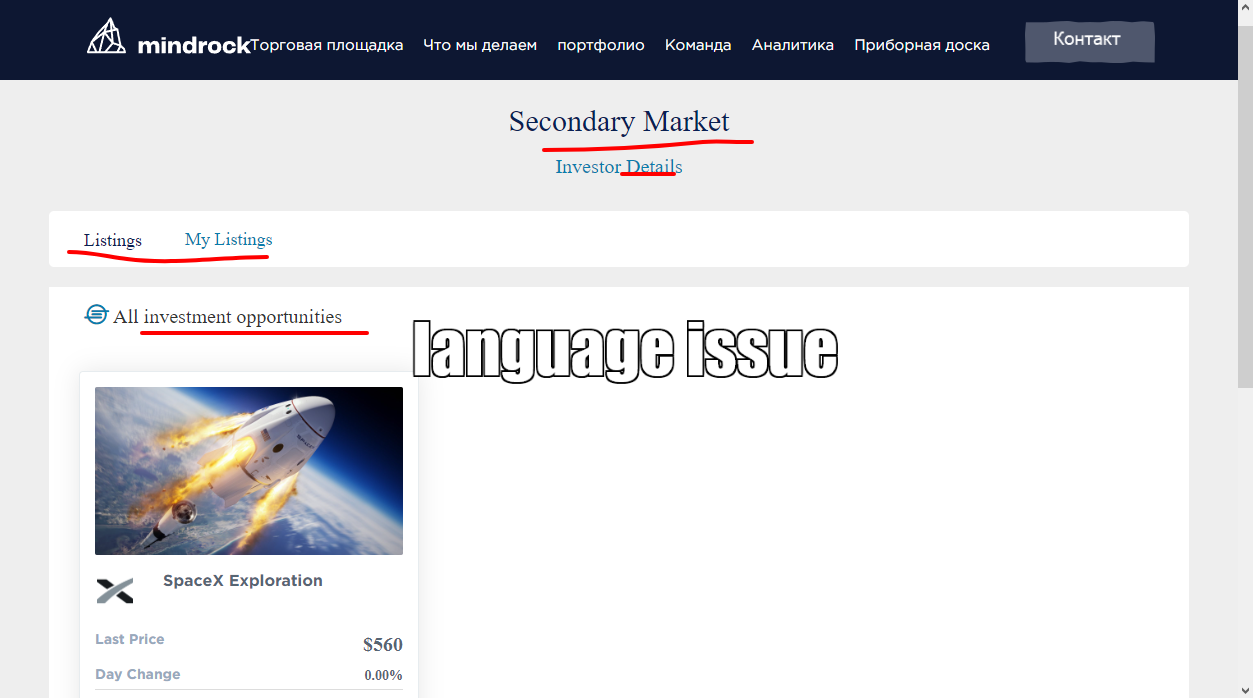 mindrock Торговая площадка Что мы делаем портфолио Команда Аналитика Приборная доска Контакт
Secondary Market
Investor Details
Listings My Listings
All investment opportunities
language issue
SpaceX Exploration
Last Price $560
Day Change 0.00%